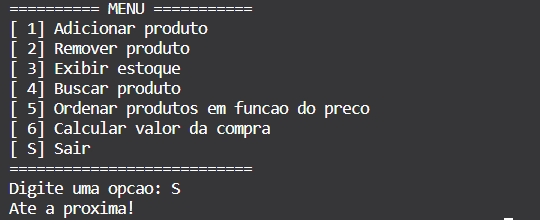 ========== MENU ===========
[ 1] Adicionar produto
[ 2] Remover produto
[ 3] Exibir estoque
[ 4] Buscar produto
[ 5] Ordenar produtos em funcao do preco
[ 6] Calcular valor da compra
[ S] Sair
===========================
Digite uma opcao: S
Ate a proxima!